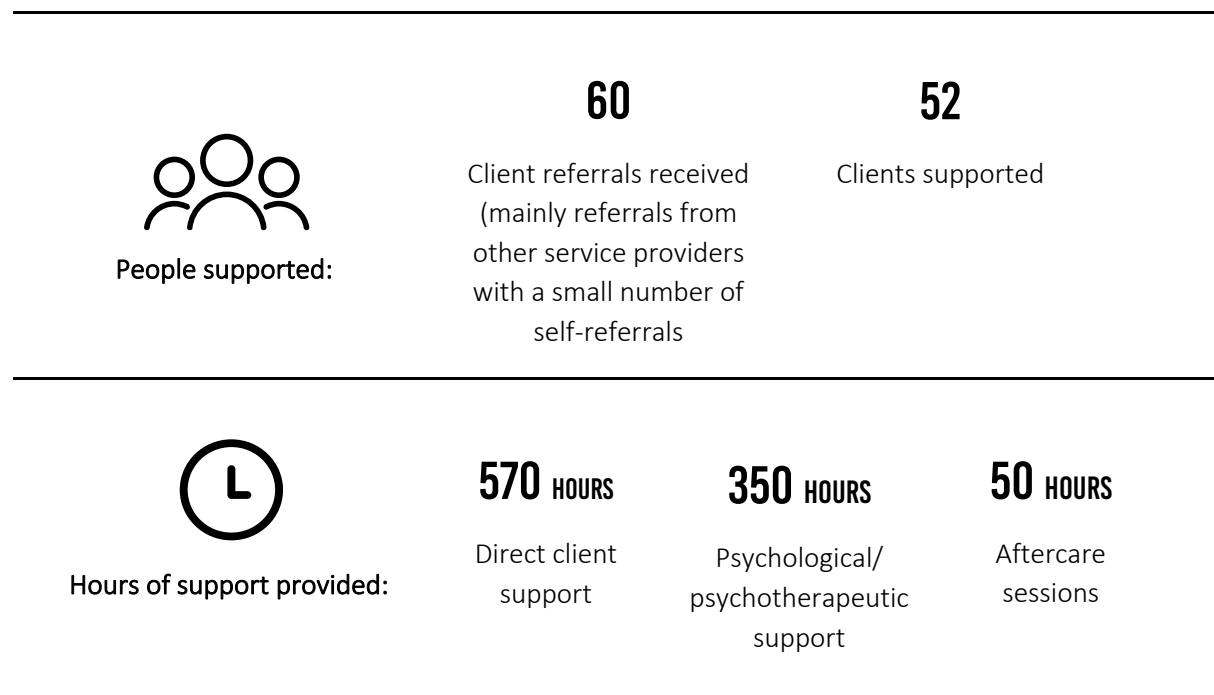 60
52
People supported:
Client referrals received
(mainly referrals from
other service providers
with a small number of
self-referrals
Clients supported
Hours of support provided:
570 HOURS
Direct client
support
350 HOURS
Psychological/
psychotherapeutic
support
50 HOURS
Aftercare
sessions